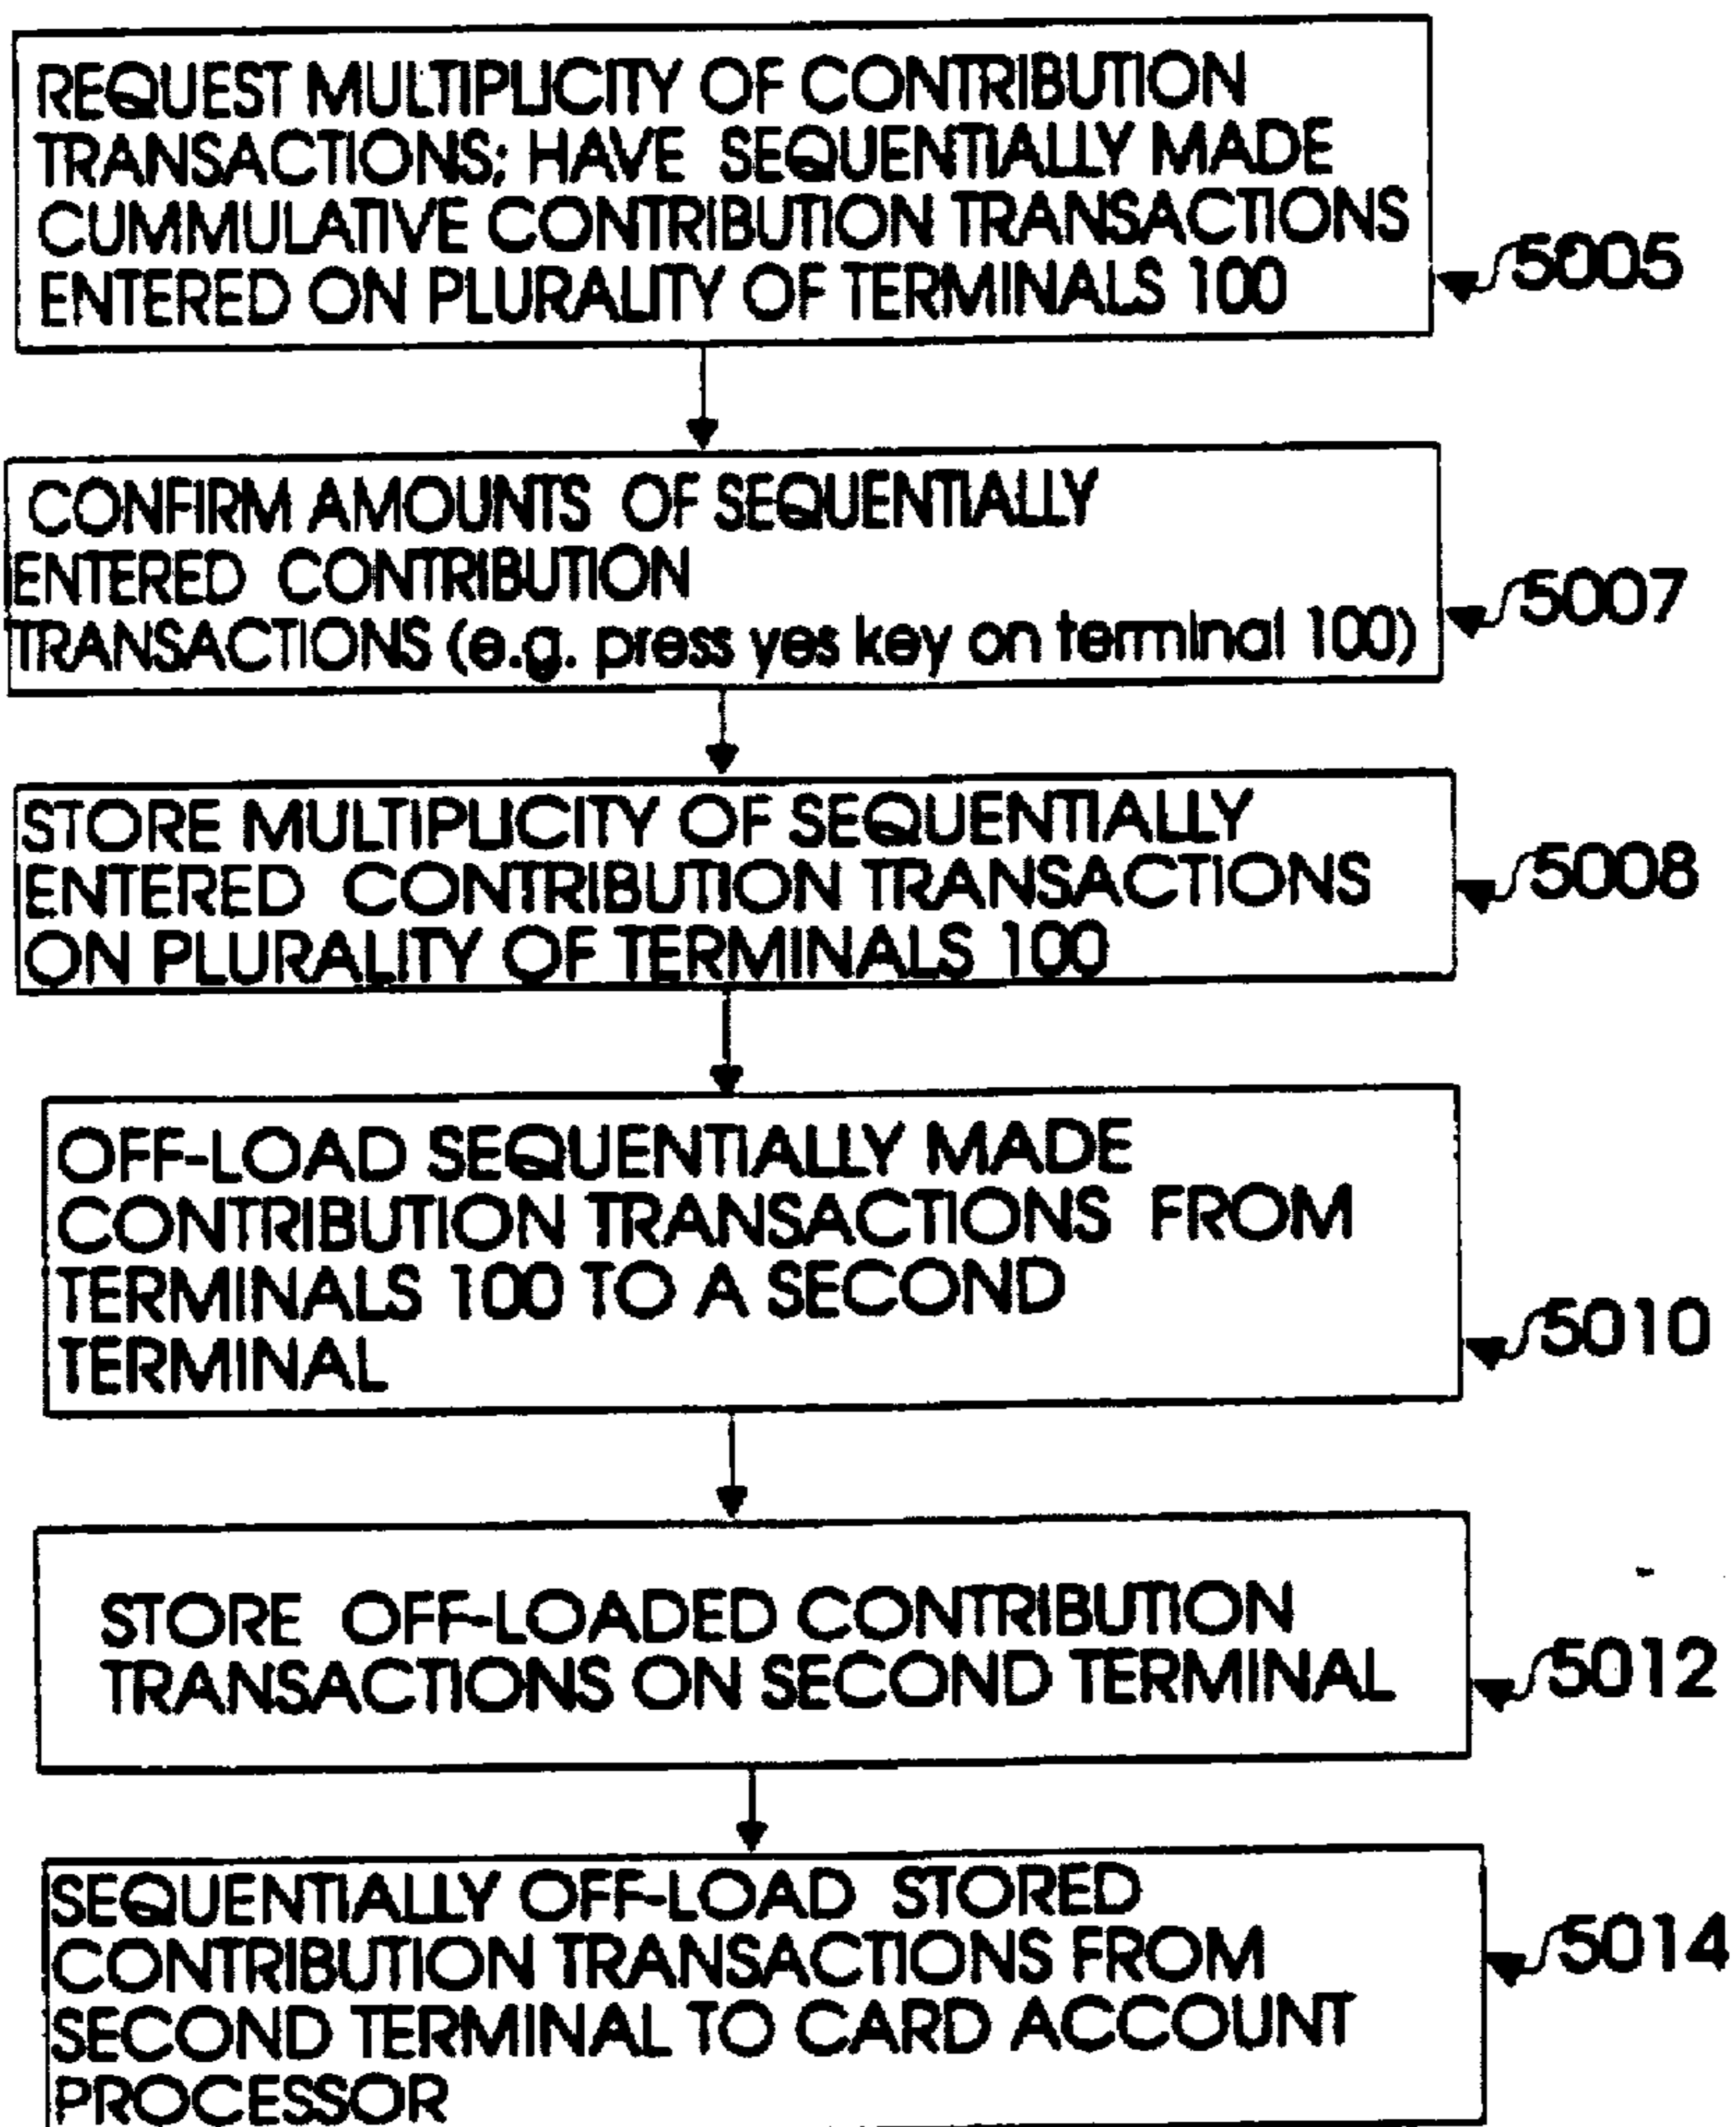 REQUEST MULTIPLICITY OF CONTRIBUTION
TRANSACTIONS; HAVE SEQUENTIALLY MADE
CUMMULATIVE CONTRIBUTION TRANSACTIONS
ENTERED ON PLURALITY OF TERMINALS 100
5005
CONFIRM AMOUNTS OF SEQUENTIALLY
ENTERED CONTRIBUTION
TRANSACTIONS (e.g. press yes key on terminal 100)
5007
STORE MULTIPLICITY OF SEQUENTIALLY
ENTERED CONTRIBUTION TRANSACTIONS
ON PLURALITY OF TERMINALS 100
5008
OFF-LOAD SEQUENTIALLY MADE
CONTRIBUTION TRANSACTIONS FROM
TERMINALS 100 TO A SECOND
TERMINAL
5010
STORE OFF-LOADED CONTRIBUTION
TRANSACTIONS ON SECOND TERMINAL
5012
SEQUENTIALLY OFF-LOAD STORED
CONTRIBUTION TRANSACTIONS FROM
SECOND TERMINAL TO CARD ACCOUNT
PROCESSOR
5014